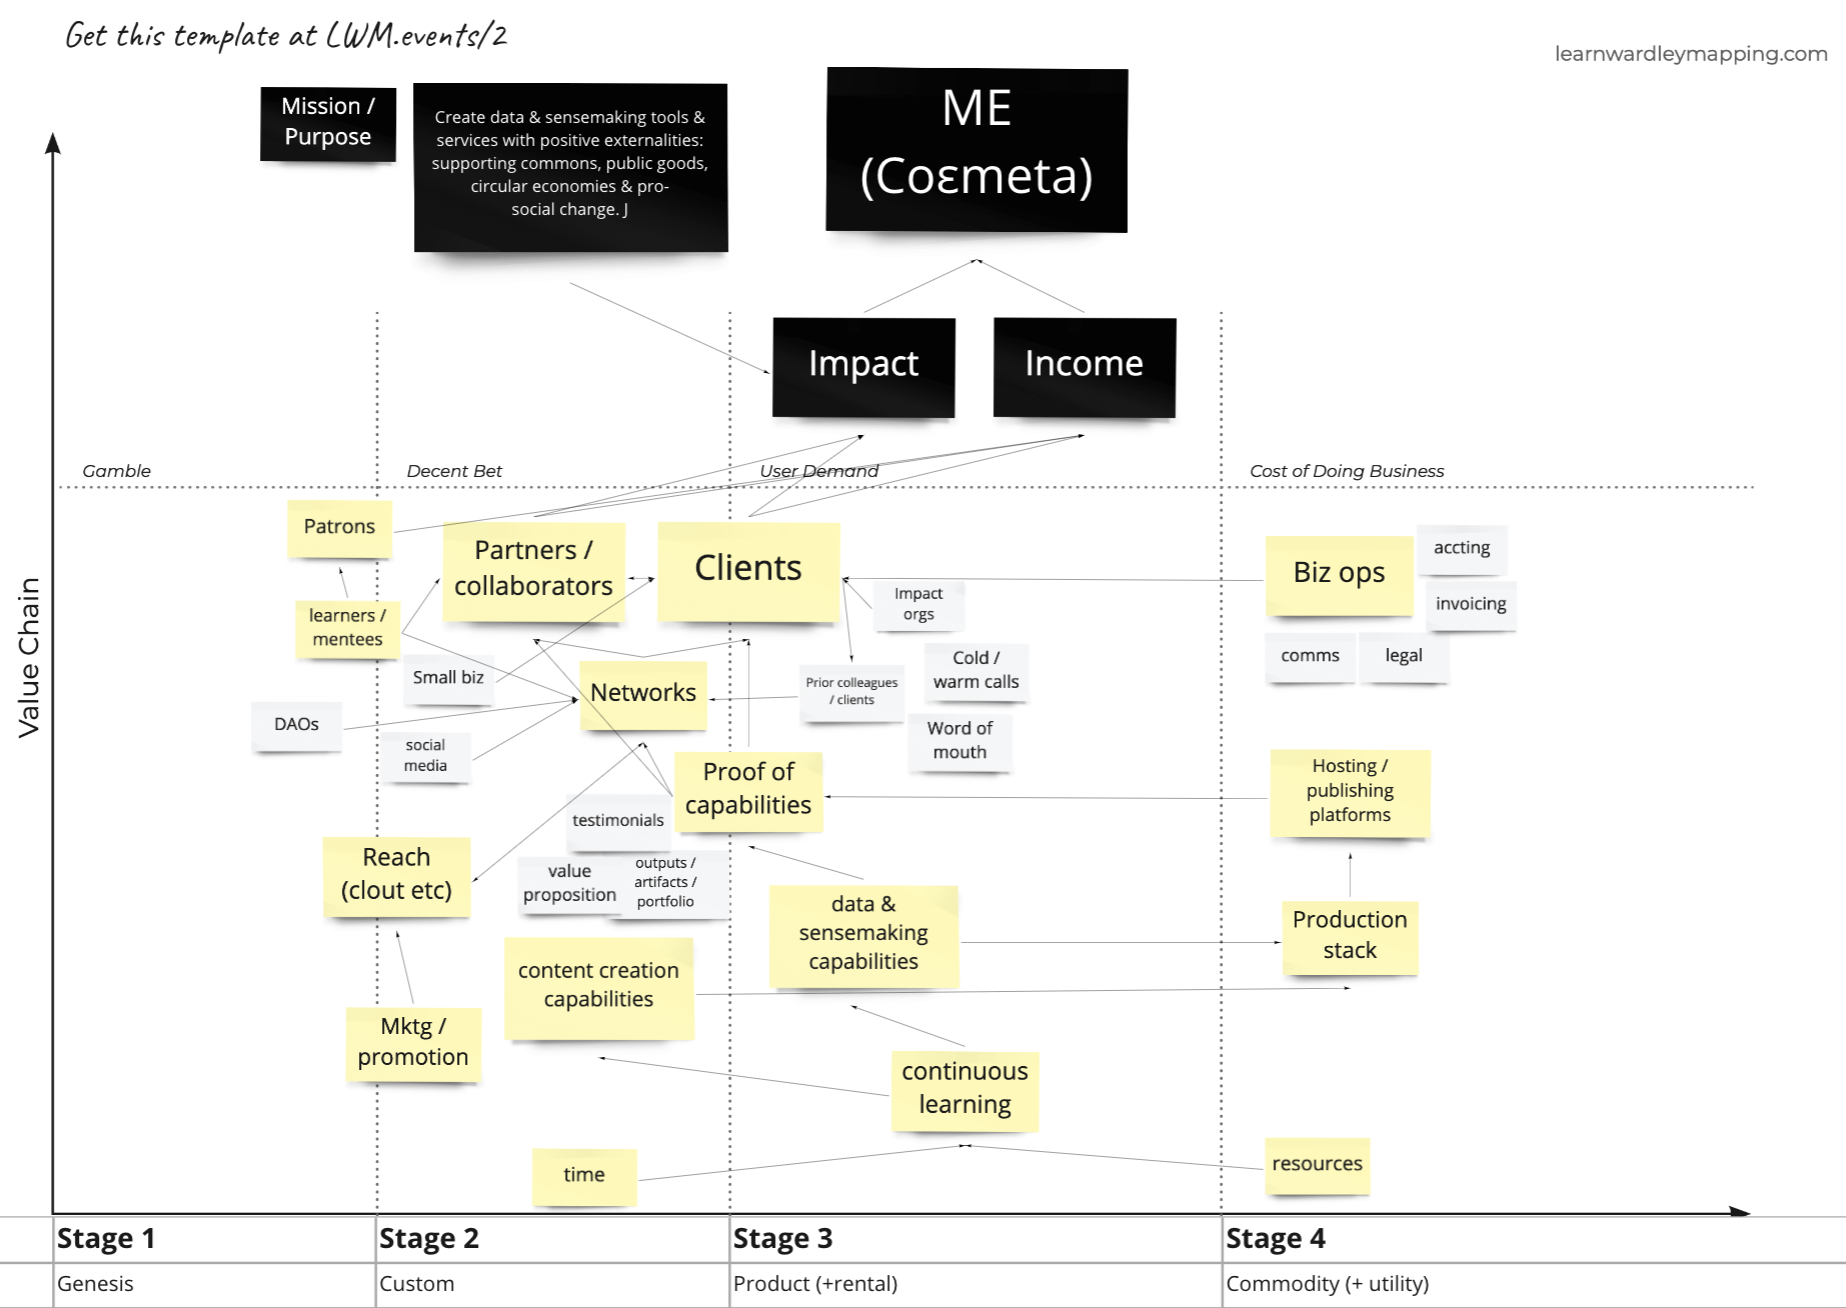 Get this template at LWM.events/2
learnwardleymapping.com
Mission /
Purpose
Create data & sensemaking tools &
services with positive externalities:
supporting commons, public goods,
circular economies & pro-
social change. J
ME
(Coεmeta)
Impact
Income
Gamble
Decent Bet
User Demand
Cost of Doing Business
Value Chain
Patrons
Partners /
collaborators
Clients
Biz ops
accting
invoicing
comms
legal
learners /
mentees
Impact
orgs
Small biz
Networks
Prior colleagues
/ clients
Cold /
warm calls
DAOs
social
media
Word of
mouth
Proof of
capabilities
Hosting /
publishing
platforms
testimonials
Reach
(clout etc)
value
proposition
outputs /
artifacts /
portfolio
data &
sensemaking
capabilities
Production
stack
content creation
capabilities
Mktg /
promotion
continuous
learning
time
resources
Stage 1
Stage 2
Stage 3
Stage 4
Genesis
Custom
Product (+rental)
Commodity (+ utility)